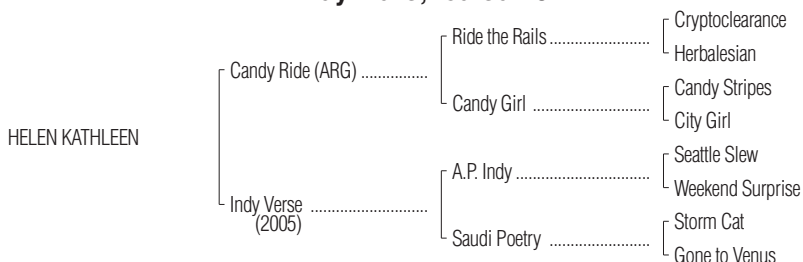 Cryptoclearance
Ride the Rails
Herbalesian
Candy Ride (ARG)
Candy Stripes
Candy Girl
City Girl
HELEN KATHLEEN
Seattle Slew
A.P. Indy
Weekend Surprise
Indy Verse
(2005)
Storm Cat
Saudi Poetry
Gone to Venus